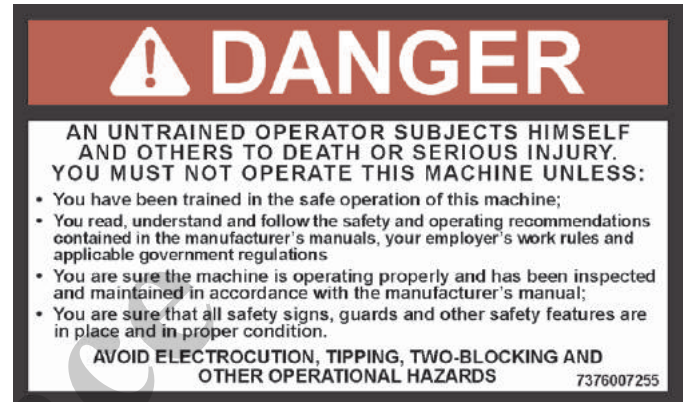 DANGER
AN UNTRAINED OPERATOR SUBJECTS HIMSELF
AND OTHERS TO DEATH OR SERIOUS INJURY.
YOU MUST NOT OPERATE THIS MACHINE UNLESS:
• You have been trained in the safe operation of this machine;
• You read, understand and follow the safety and operating recommendations
contained in the manufacturer's manuals, your employer's work rules and
applicable government regulations
• You are sure the machine is operating properly and has been inspected
and maintained in accordance with the manufacturer's manual;
• You are sure that all safety signs, guards and other safety features are
in place and in proper condition.
AVOID ELECTROCUTION, TIPPING, TWO-BLOCKING AND
OTHER OPERATIONAL HAZARDS
7376007255